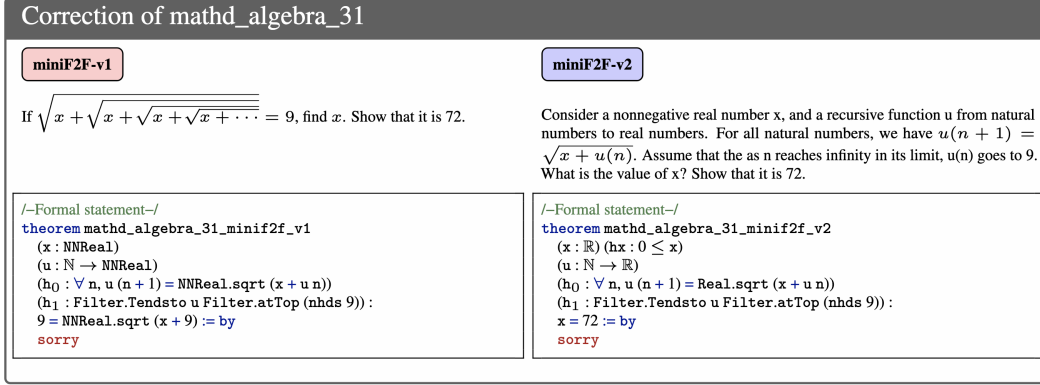 Correction of mathd_algebra_31
miniF2F-v1
If √(x + √(x + √(x + √(x + ⋯)))) = 9, find x. Show that it is 72.
/–Formal statement–/
theorem mathd_algebra_31_minif2f_v1
(x : NNReal)
(u : ℕ → NNReal)
(h₀ : ∀ n, u (n + 1) = NNReal.sqrt (x + u n))
(h₁ : Filter.Tendsto u Filter.atTop (nhds 9)) :
9 = NNReal.sqrt (x + 9) := by
sorry
miniF2F-v2
Consider a nonnegative real number x, and a recursive function u from natural
numbers to real numbers. For all natural numbers, we have u(n + 1) =
√(x + u(n)). Assume that the as n reaches infinity in its limit, u(n) goes to 9.
What is the value of x? Show that it is 72.
/–Formal statement–/
theorem mathd_algebra_31_minif2f_v2
(x : ℝ) (hx : 0 ≤ x)
(u : ℕ → ℝ)
(h₀ : ∀ n, u (n + 1) = Real.sqrt (x + u n))
(h₁ : Filter.Tendsto u Filter.atTop (nhds 9)) :
x = 72 := by
sorry